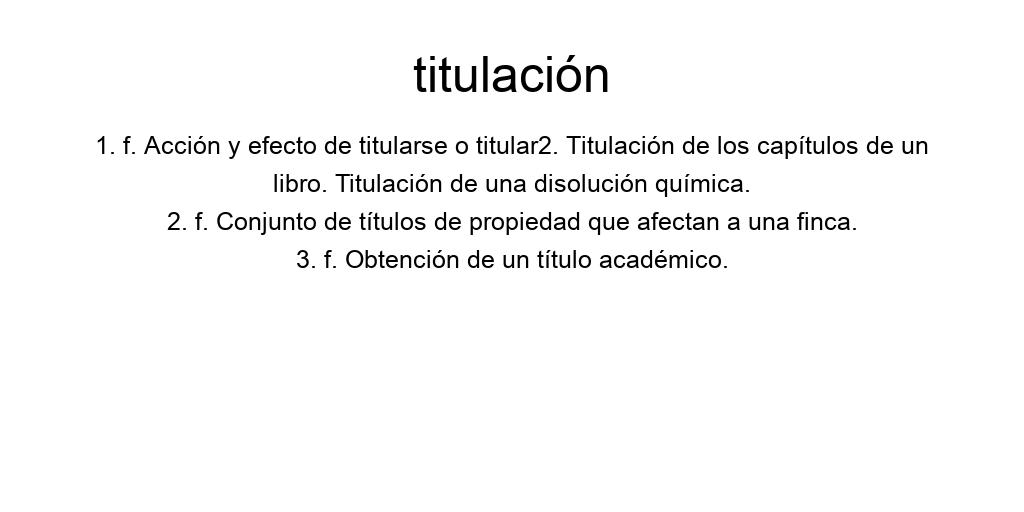 titulación
1. f. Acción y efecto de titularse o titular2. Titulación de los capítulos de un
libro. Titulación de una disolución química.
2. f. Conjunto de títulos de propiedad que afectan a una finca.
3. f. Obtención de un título académico.